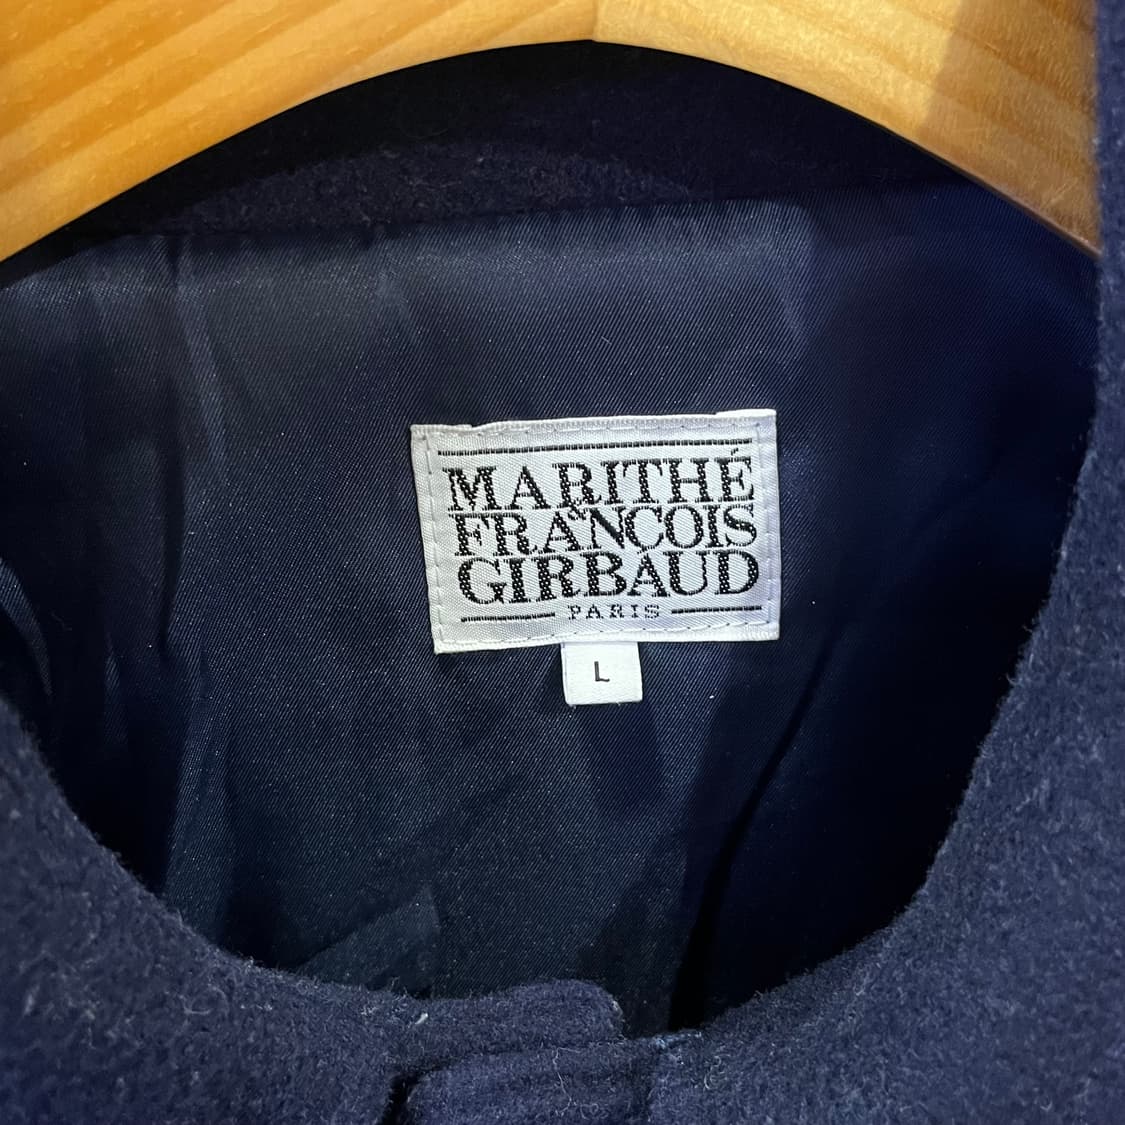 MARITHÉ
&
FRANÇOIS
GIRBAUD
PARIS
L